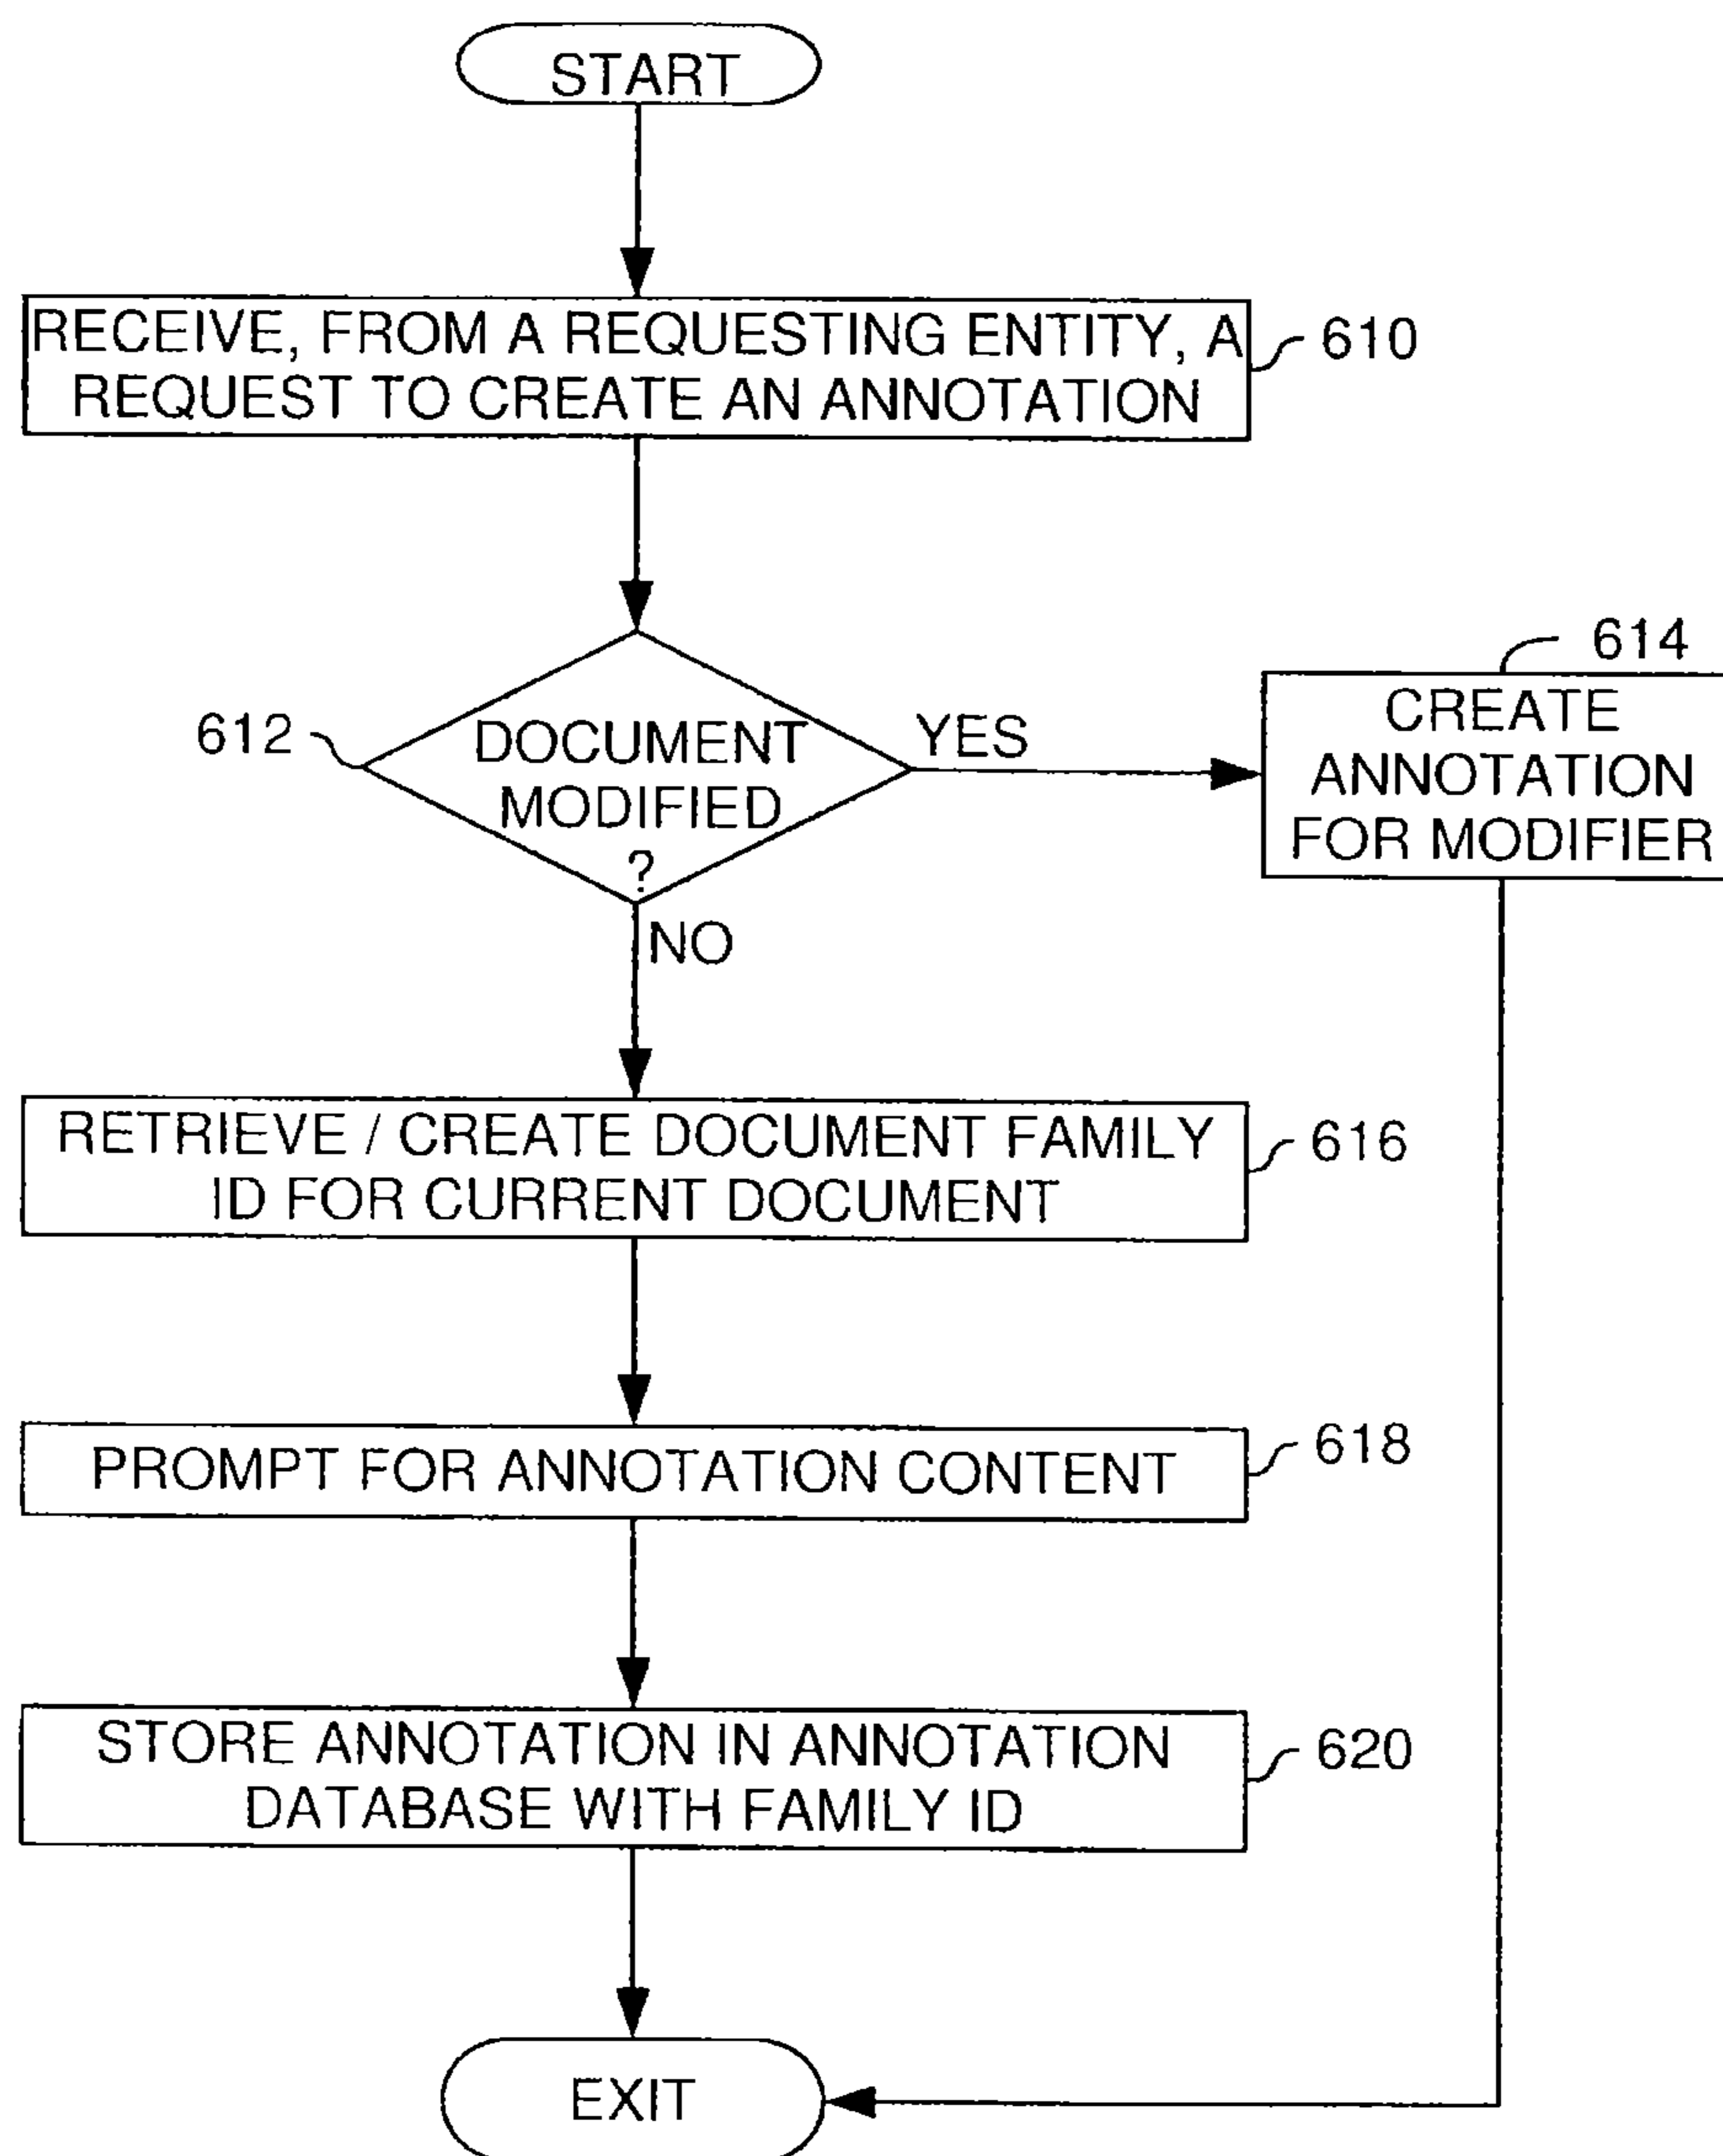 START
RECEIVE, FROM A REQUESTING ENTITY, A
REQUEST TO CREATE AN ANNOTATION
610
614
CREATE
ANNOTATION
FOR MODIFIER
612
DOCUMENT
MODIFIED
?
YES
NO
RETRIEVE / CREATE DOCUMENT FAMILY
ID FOR CURRENT DOCUMENT
616
PROMPT FOR ANNOTATION CONTENT
618
STORE ANNOTATION IN ANNOTATION
DATABASE WITH FAMILY ID
620
EXIT